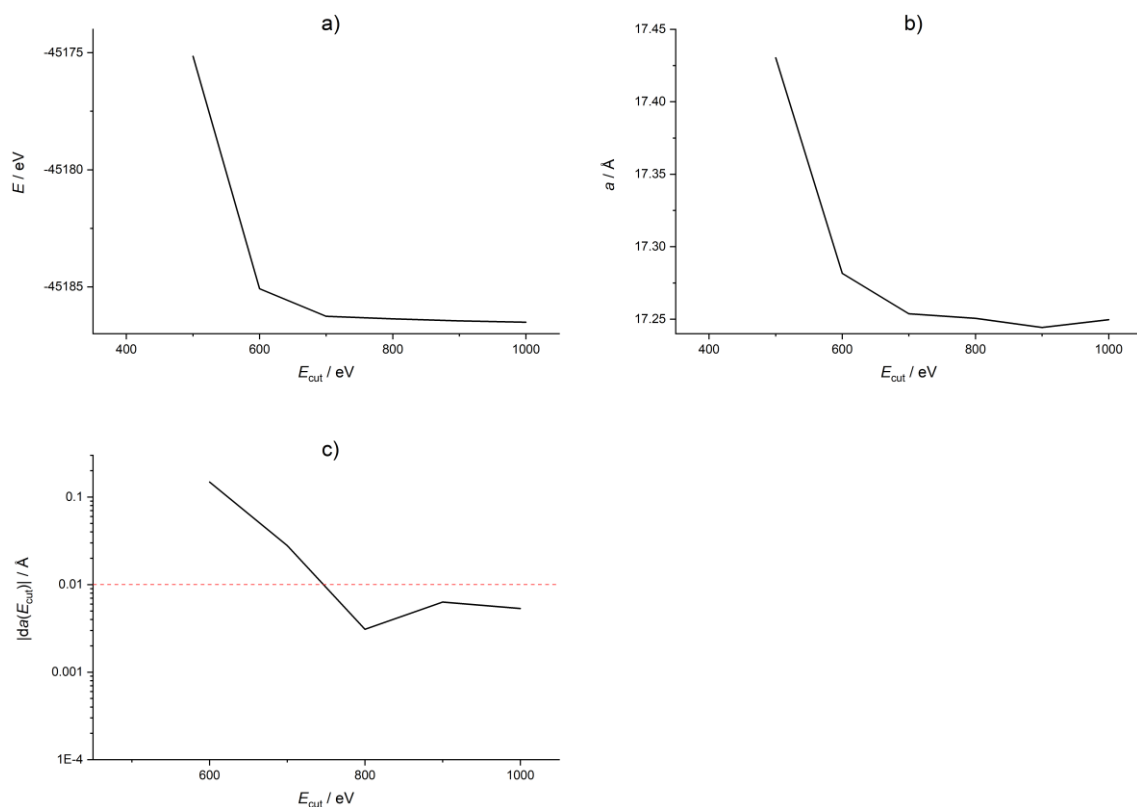 a)
-45175
-45180
-45185
E / eV
400
600
800
1000
E_cut / eV
b)
17.45
17.40
17.35
17.30
17.25
a / Å
400
600
800
1000
E_cut / eV
c)
0.1
0.01
0.001
1E-4
|da(E_cut)| / Å
600
800
1000
E_cut / eV